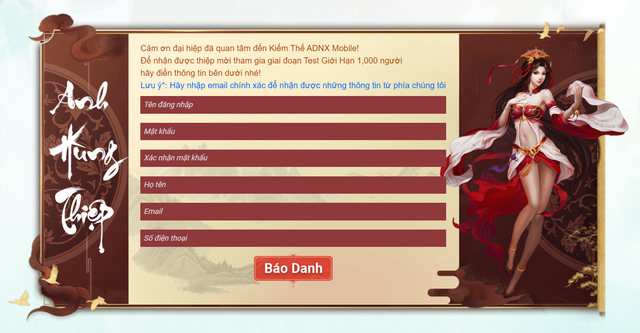 Anh
Hùng
Thiệp
Cảm ơn đại hiệp đã quan tâm đến Kiếm Thế ADNX Mobile!
Để nhận được thiệp mời tham gia giai đoạn Test Giới Hạn 1,000 người
hãy điền thông tin bên dưới nhé!
Lưu ý*: Hãy nhập email chính xác để nhận được những thông tin từ phía chúng tôi
Tên đăng nhập
Mật khẩu
Xác nhận mật khẩu
Họ tên
Email
Số điện thoại
Báo Danh